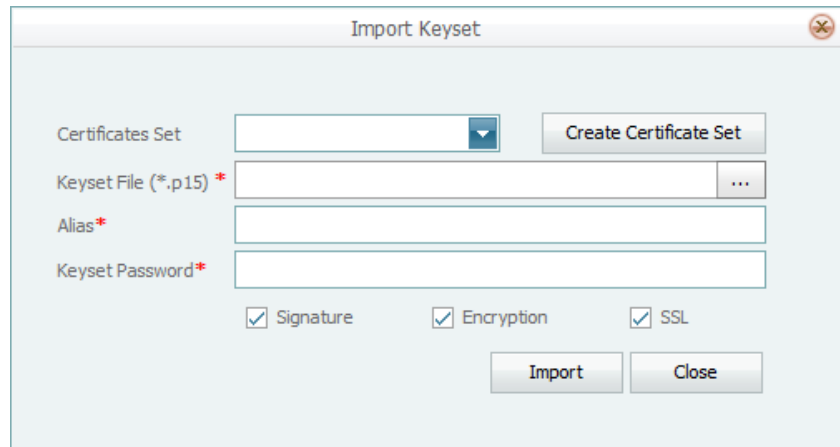 Import Keyset
Certificates Set
Create Certificate Set
Keyset File (*.p15) *
...
Alias*
Keyset Password*
Signature Encryption SSL
Import Close